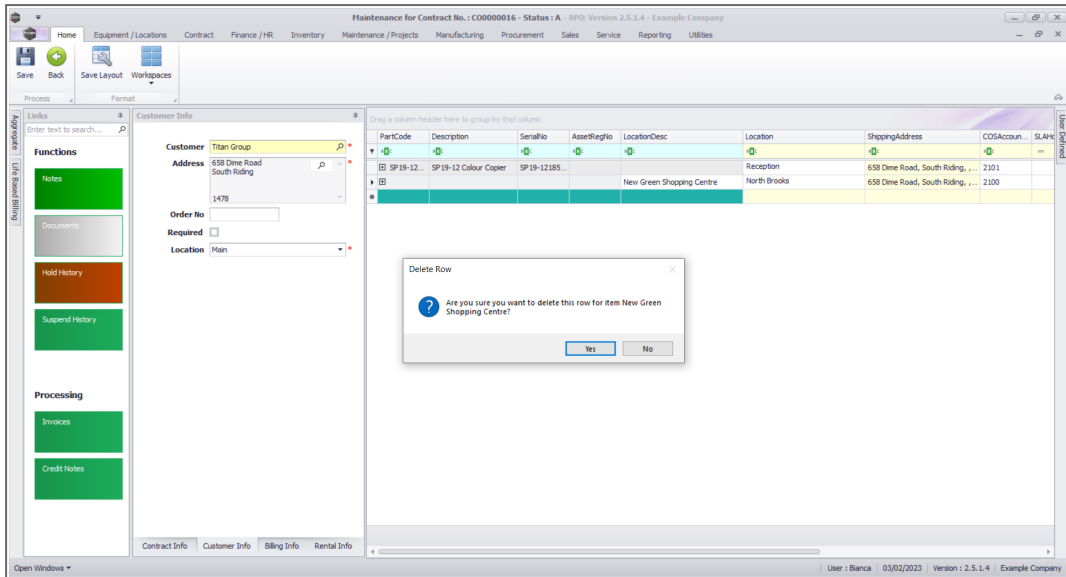 Maintenance for Contract No. : CO0000016 - Status : A - BPO: Version 2.5.1.4 - Example Company
Home Equipment / Locations Contract Finance / HR Inventory Maintenance / Projects Manufacturing Procurement Sales Service Reporting Utilities
Save Back Save Layout Workspaces
Process Format
Aggregate
Life Based Billing
Links
Enter text to search...
Functions
Notes
Documents
Hold History
Suspend History
Processing
Invoices
Credit Notes
Customer Info
Customer Titan Group *
Address 658 Dime Road *
South Riding
1478
Order No
Required
Location Main *
Contract Info Customer Info Billing Info Rental Info
Drag a column header here to group by that column
PartCode Description SerialNo AssetRegNo LocationDesc Location ShippingAddress COSAccoun... SLAHo
SP19-12... SP19-12 Colour Copier SP19-12185... Reception 658 Dime Road, South Riding, ,... 2101
New Green Shopping Centre North Brooks 658 Dime Road, South Riding, ,... 2100
User Defined
Delete Row
Are you sure you want to delete this row for item New Green
Shopping Centre?
Yes No
Open Windows User : Bianca 03/02/2023 Version : 2.5.1.4 Example Company